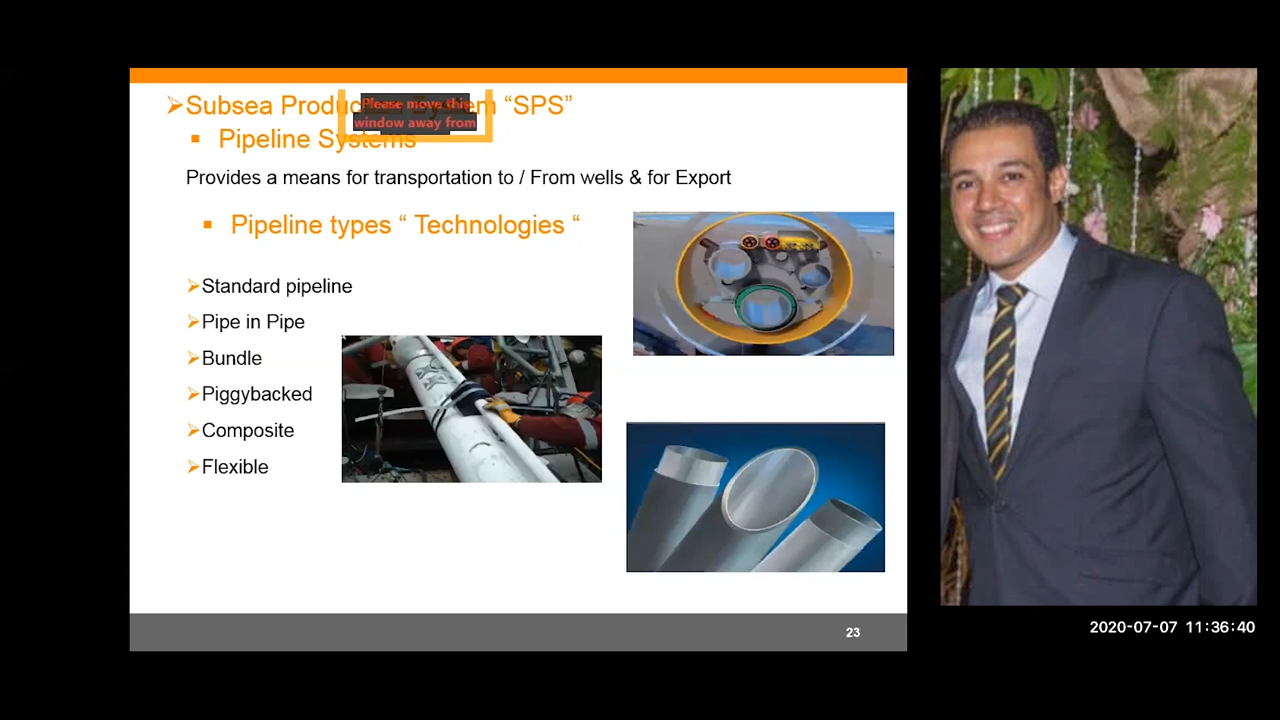 ➢Subsea Produc    m “SPS”
Please move this
window away from
▪ Pipeline Systems
Provides a means for transportation to / From wells & for Export
▪ Pipeline types “ Technologies “
➢Standard pipeline
➢Pipe in Pipe
➢Bundle
➢Piggybacked
➢Composite
➢Flexible
23
2020-07-07 11:36:40